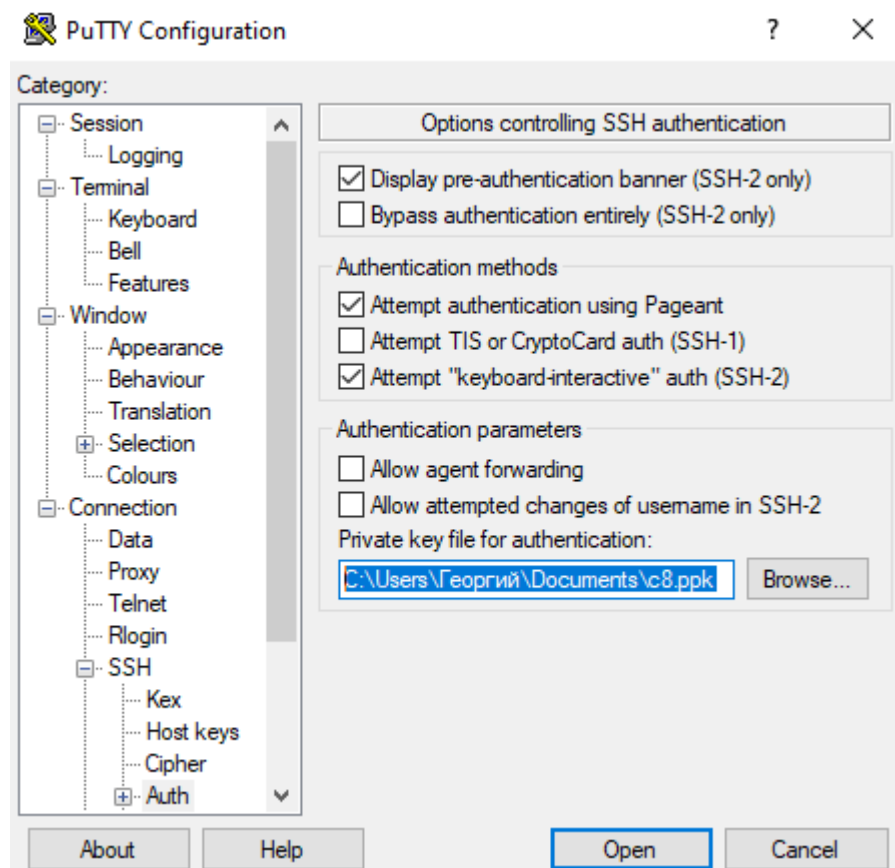 PuTTY Configuration
?
Category:
Session
Logging
Terminal
Keyboard
Bell
Features
Window
Appearance
Behaviour
Translation
Selection
Colours
Connection
Data
Proxy
Telnet
Rlogin
SSH
Kex
Host keys
Cipher
Auth
Options controlling SSH authentication
Display pre-authentication banner (SSH-2 only)
Bypass authentication entirely (SSH-2 only)
Authentication methods
Attempt authentication using Pageant
Attempt TIS or CryptoCard auth (SSH-1)
Attempt "keyboard-interactive" auth (SSH-2)
Authentication parameters
Allow agent forwarding
Allow attempted changes of username in SSH-2
Private key file for authentication:
C:\Users\Георгий\Documents\c8.ppk
Browse...
About
Help
Open
Cancel